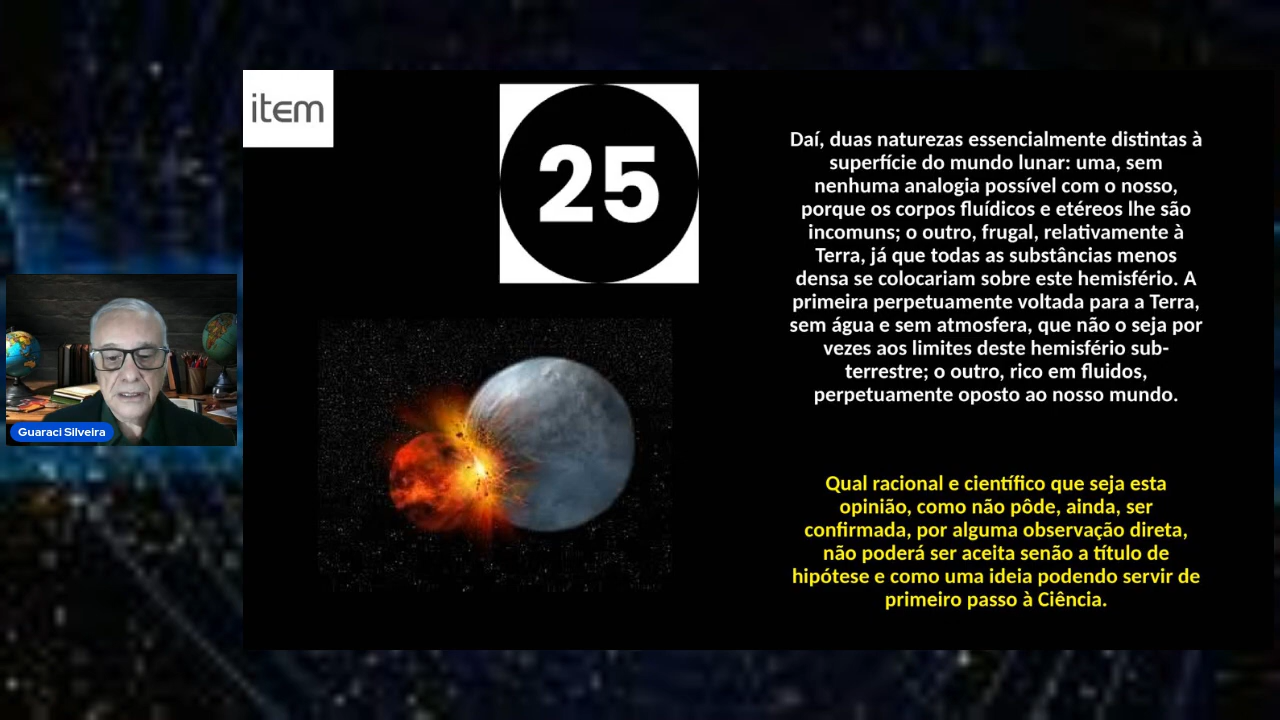 item
25
Daí, duas naturezas essencialmente distintas à
superfície do mundo lunar: uma, sem
nenhuma analogia possível com o nosso,
porque os corpos fluídicos e etéreos lhe são
incomuns; o outro, frugal, relativamente à
Terra, já que todas as substâncias menos
densa se colocariam sobre este hemisfério. A
primeira perpetuamente voltada para a Terra,
sem água e sem atmosfera, que não o seja por
vezes aos limites deste hemisfério sub-
terrestre; o outro, rico em fluidos,
perpetuamente oposto ao nosso mundo.
Qual racional e científico que seja esta
opinião, como não pôde, ainda, ser
confirmada, por alguma observação direta,
não poderá ser aceita senão a título de
hipótese e como uma ideia podendo servir de
primeiro passo à Ciência.
Guaraci Silveira